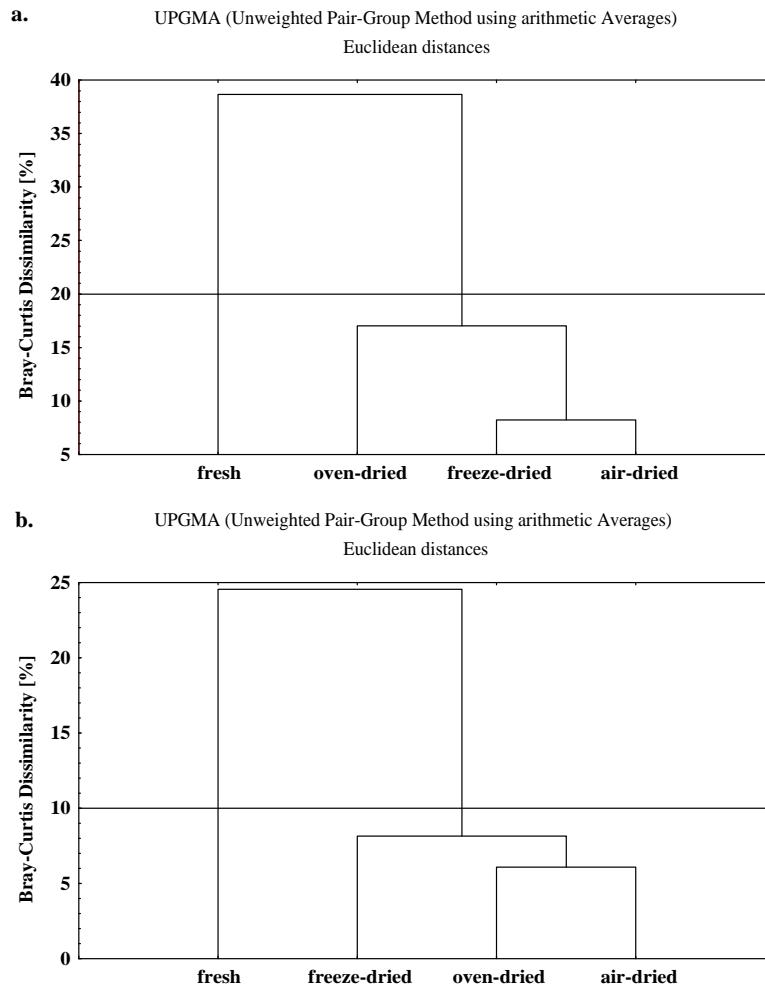 a.
UPGMA (Unweighted Pair-Group Method using arithmetic Averages)
Euclidean distances
Bray-Curtis Dissimilarity [%]
40
35
30
25
20
15
10
5
fresh oven-dried freeze-dried air-dried
b.
UPGMA (Unweighted Pair-Group Method using arithmetic Averages)
Euclidean distances
Bray-Curtis Dissimilarity [%]
25
20
15
10
5
0
fresh freeze-dried oven-dried air-dried